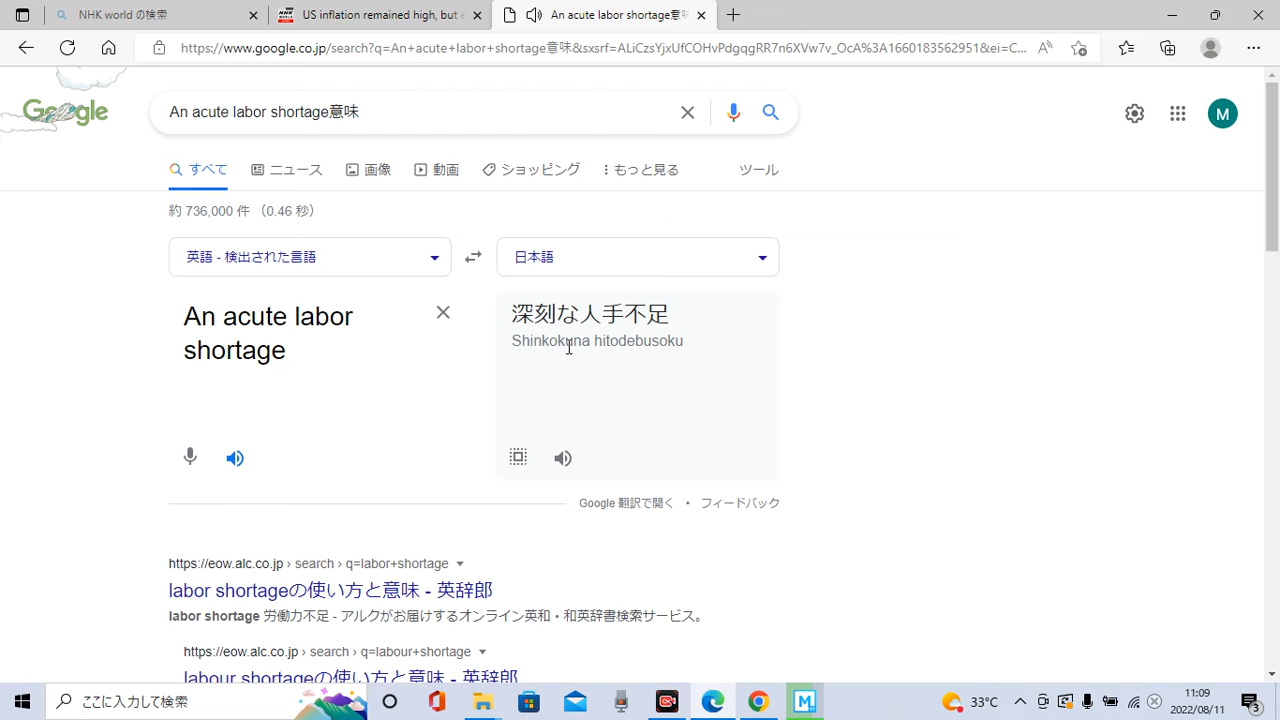 NHK world の検索
US inflation remained high, but e
An acute labor shortage意味
https://www.google.co.jp/search?q=An+acute+labor+shortage意味&sxsrf=ALiCzsYjxUfCOHvPdgqgRR7n6XVw7v_OcA%3A1660183562951&ei=C...
Google
An acute labor shortage意味
M
すべて ニュース 画像 動画 ショッピング もっと見る ツール
約 736,000 件 （0.46 秒）
英語 - 検出された言語 日本語
An acute labor
shortage
深刻な人手不足
Shinkokuna hitodebusoku
Google 翻訳で開く • フィードバック
https://eow.alc.co.jp › search › q=labor+shortage
labor shortageの使い方と意味 - 英辞郎
labor shortage 労働力不足 - アルクがお届けするオンライン英和・和英辞書検索サービス。
https://eow.alc.co.jp › search › q=labour+shortage
labour shortageの使い方と意味 - 英辞郎
ここに入力して検索
33°C
11:09
2022/08/11
3